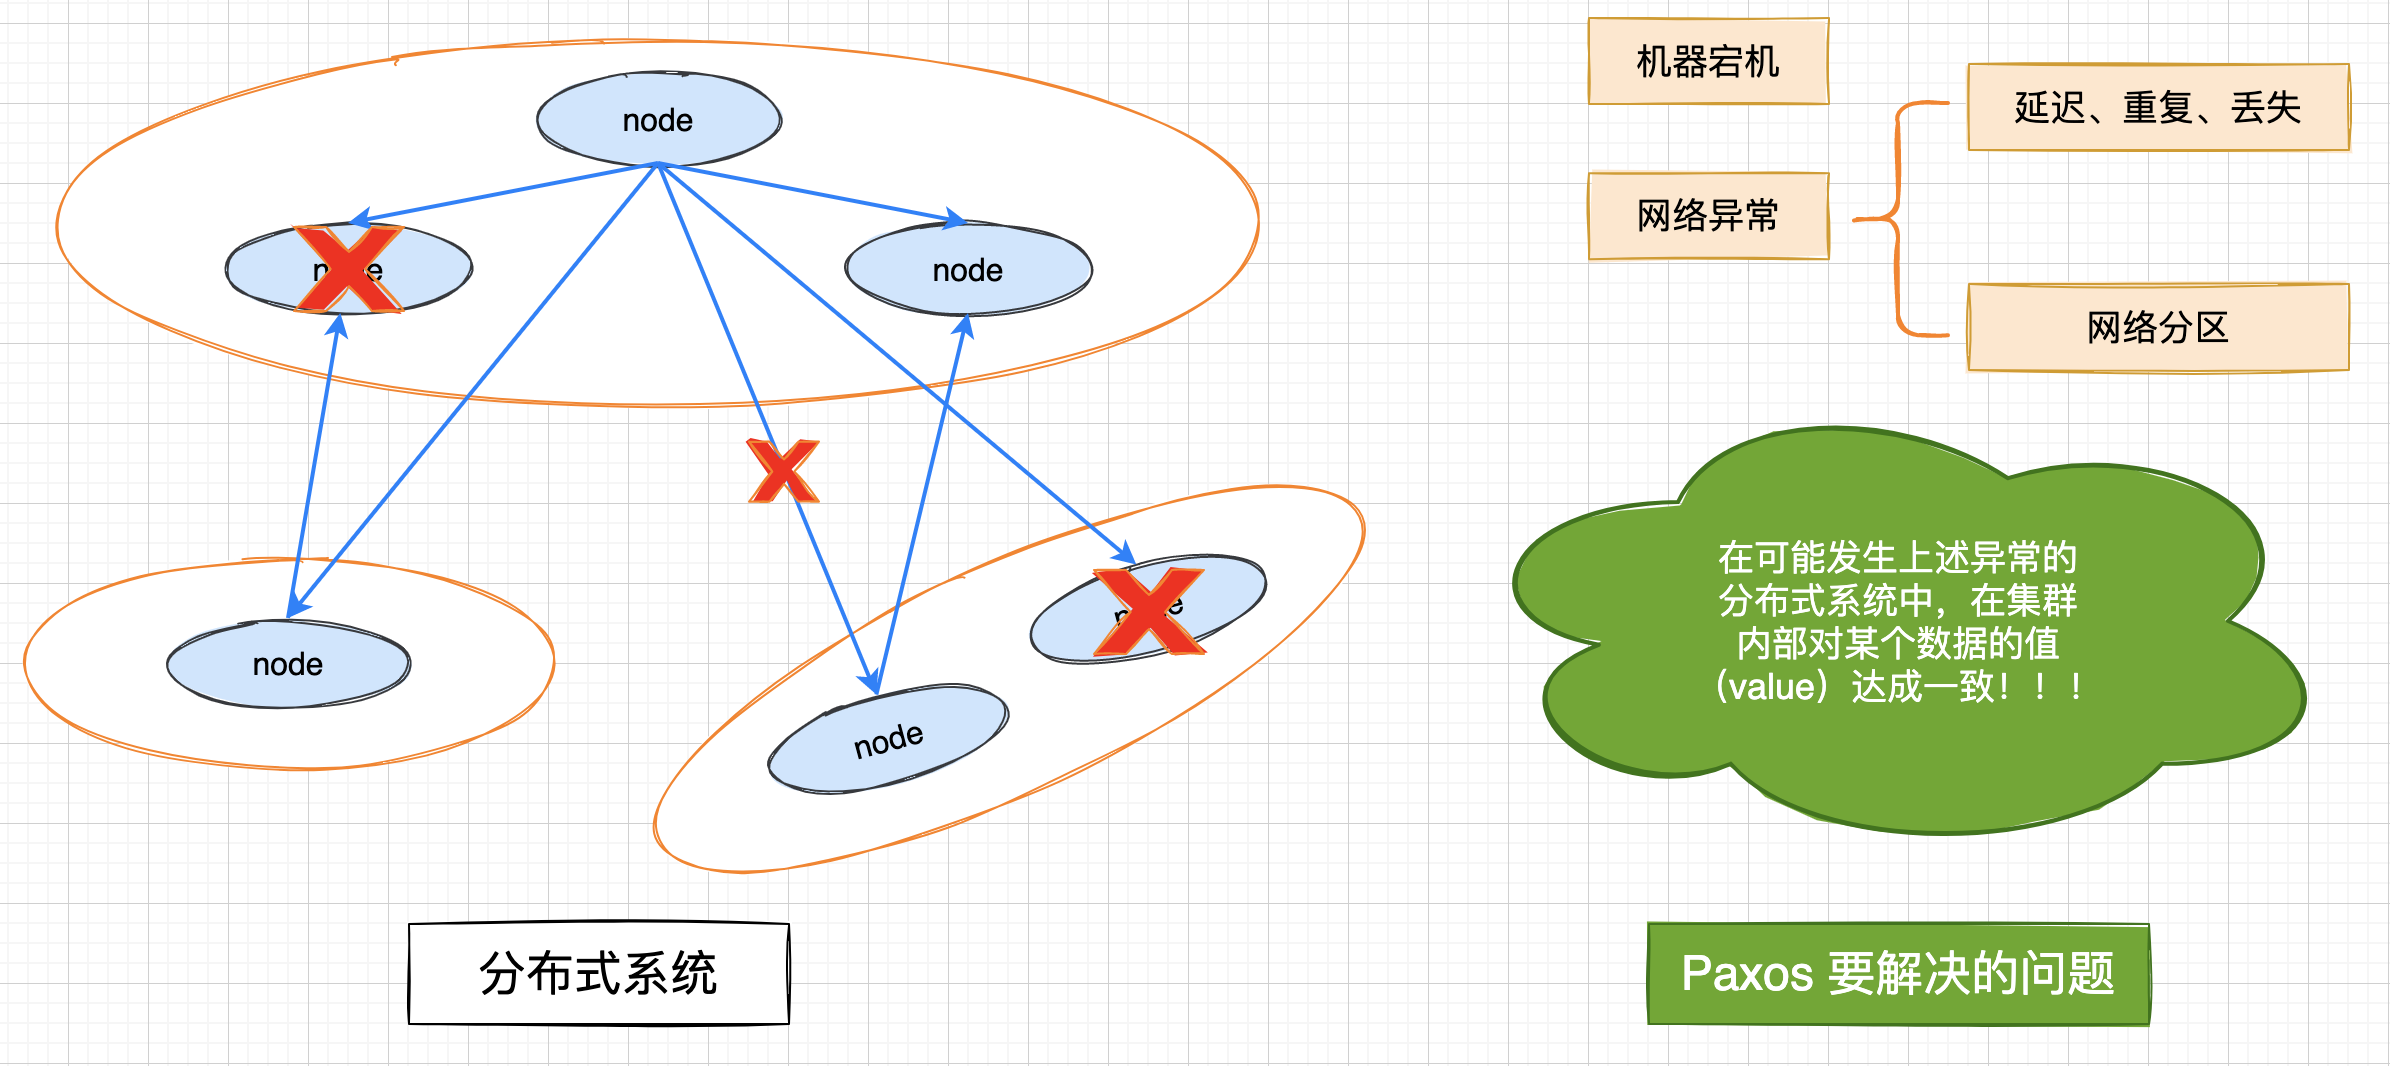 node
node
node
node
node
分布式系统
机器宕机
网络异常
延迟、重复、丢失
网络分区
在可能发生上述异常的
分布式系统中，在集群
内部对某个数据的值
（value）达成一致！！！
Paxos 要解决的问题